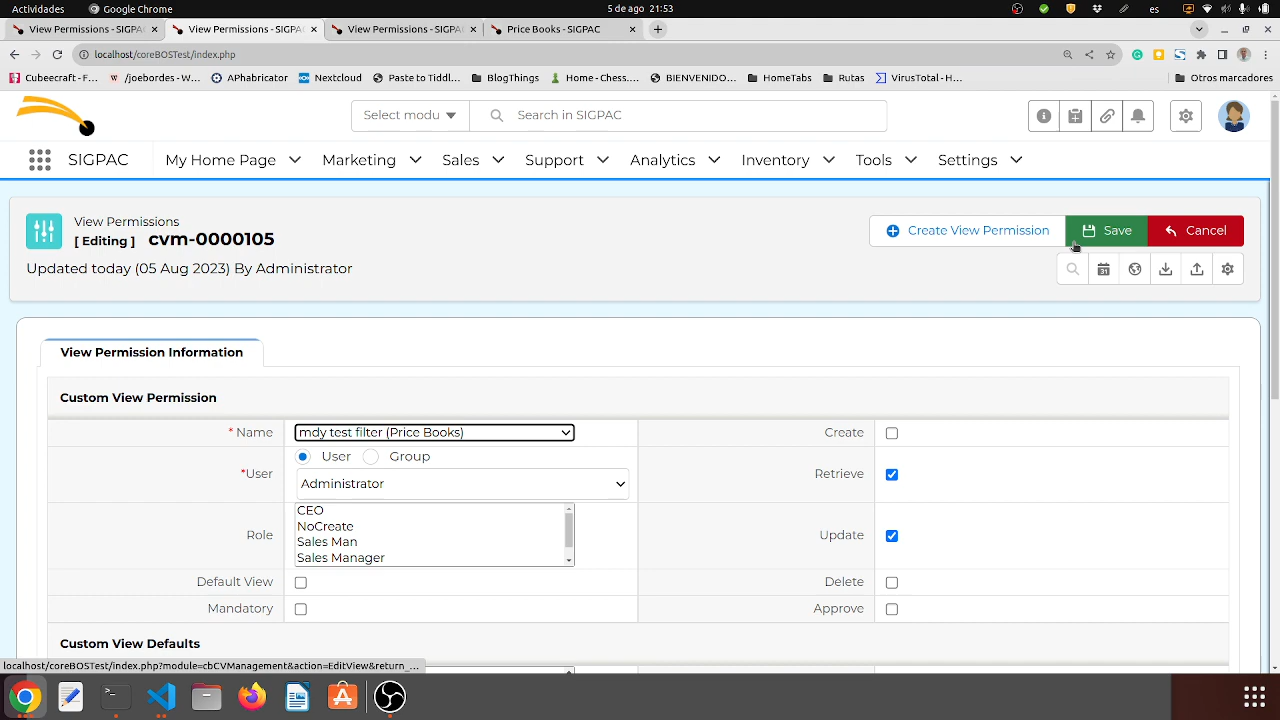 Actividades
Google Chrome
5 de ago 21:53
es
View Permissions - SIGPAC
View Permissions - SIGPAC
View Permissions - SIGPAC
Price Books - SIGPAC
localhost/coreBOSTest/index.php
Cubecraft - F...
/joebordes - W...
APhabricator
Nextcloud
Paste to Tiddl...
BlogThings
Home - Chess....
BIENVENIDO...
HomeTabs
Rutas
VirusTotal - H...
Otros marcadores
Select modu
Search in SIGPAC
SIGPAC
My Home Page
Marketing
Sales
Support
Analytics
Inventory
Tools
Settings
View Permissions
[ Editing ] cvm-0000105
Updated today (05 Aug 2023) By Administrator
Create View Permission
Save
Cancel
31
View Permission Information
Custom View Permission
* Name
mdy test filter (Price Books)
Create
*User
User
Group
Administrator
Retrieve
Role
CEO
NoCreate
Sales Man
Sales Manager
Update
Default View
Delete
Mandatory
Approve
Custom View Defaults
localhost/coreBOSTest/index.php?module=cbCVManagement&action=EditView&return_...